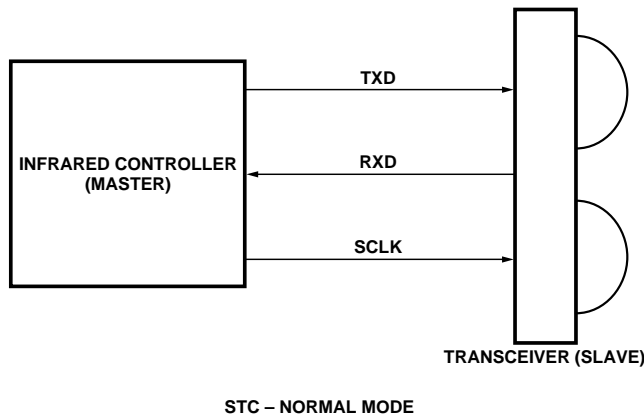 TXD
INFRARED CONTROLLER
(MASTER)
RXD
SCLK
TRANSCEIVER (SLAVE)
STC – NORMAL MODE